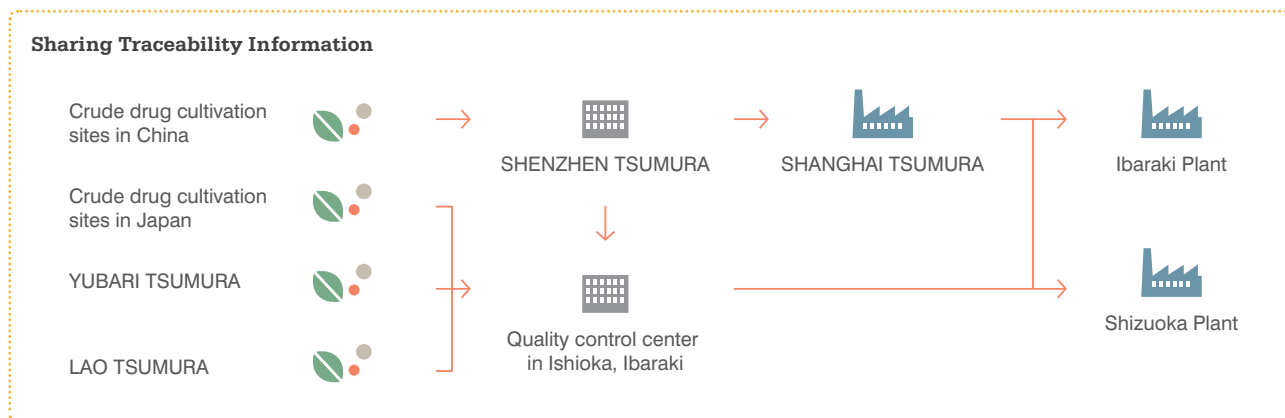 Sharing Traceability Information
Crude drug cultivation
sites in China
SHENZHEN TSUMURA
SHANGHAI TSUMURA
Ibaraki Plant
Crude drug cultivation
sites in Japan
YUBARI TSUMURA
Quality control center
in Ishioka, Ibaraki
Shizuoka Plant
LAO TSUMURA